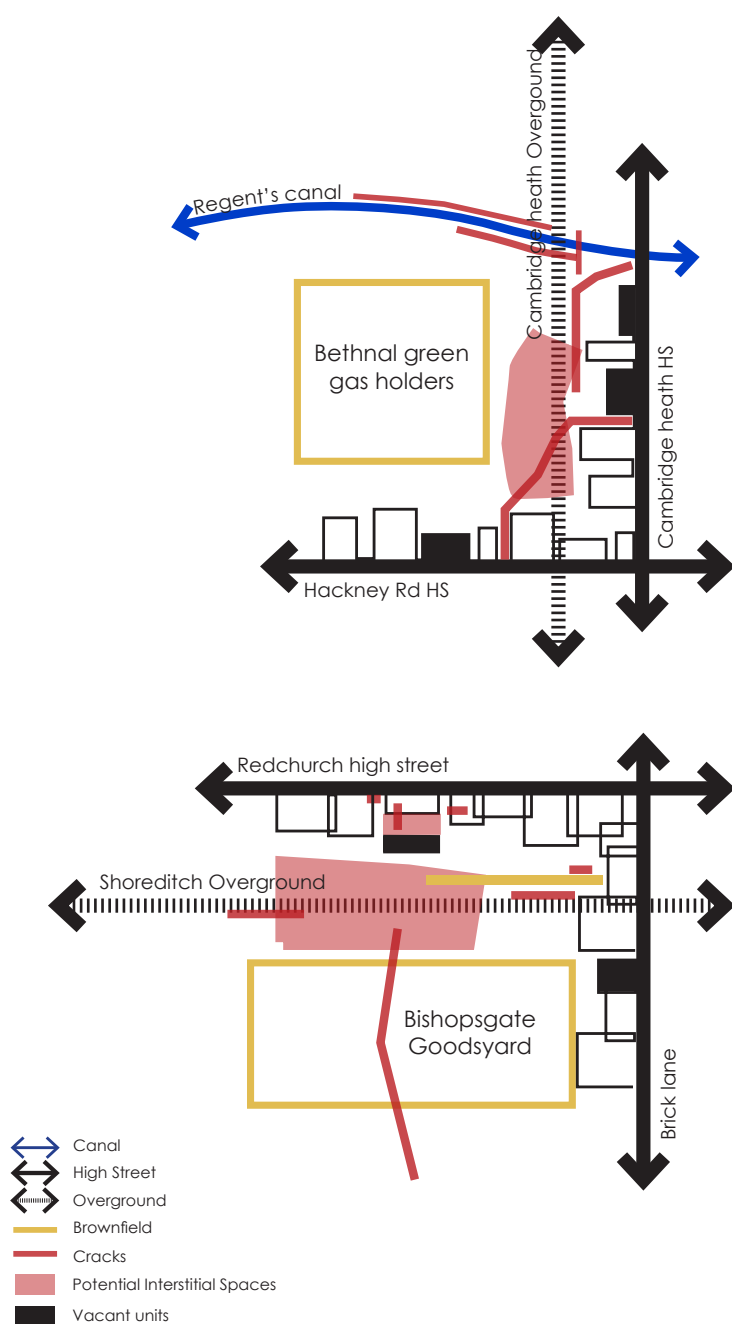 Cambridge heath Overgound
Regent's canal
Bethnal green
gas holders
Cambridge heath HS
Hackney Rd HS
Redchurch high street
Shoreditch Overground
Bishopsgate
Goodsyard
Brick lane
Canal
High Street
Overground
Brownfield
Cracks
Potential Interstitial Spaces
Vacant units